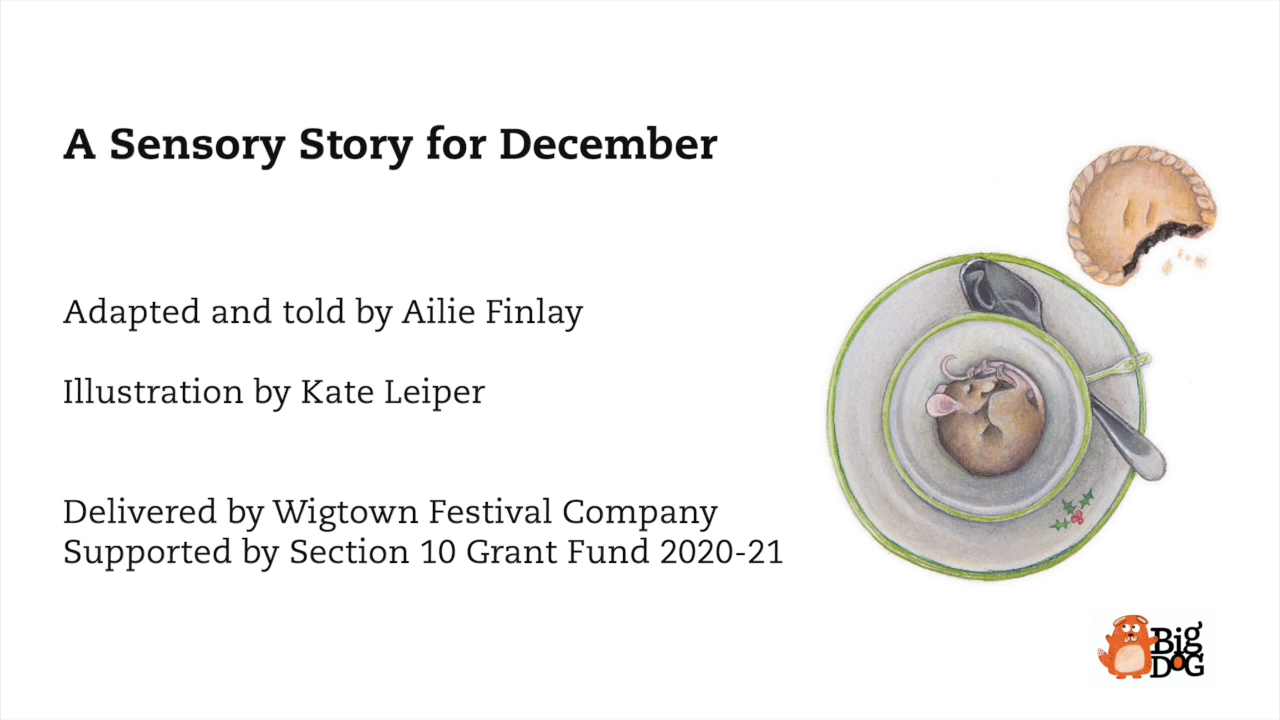 A Sensory Story for December
Adapted and told by Ailie Finlay
Illustration by Kate Leiper
Delivered by Wigtown Festival Company
Supported by Section 10 Grant Fund 2020-21
Big
DOG